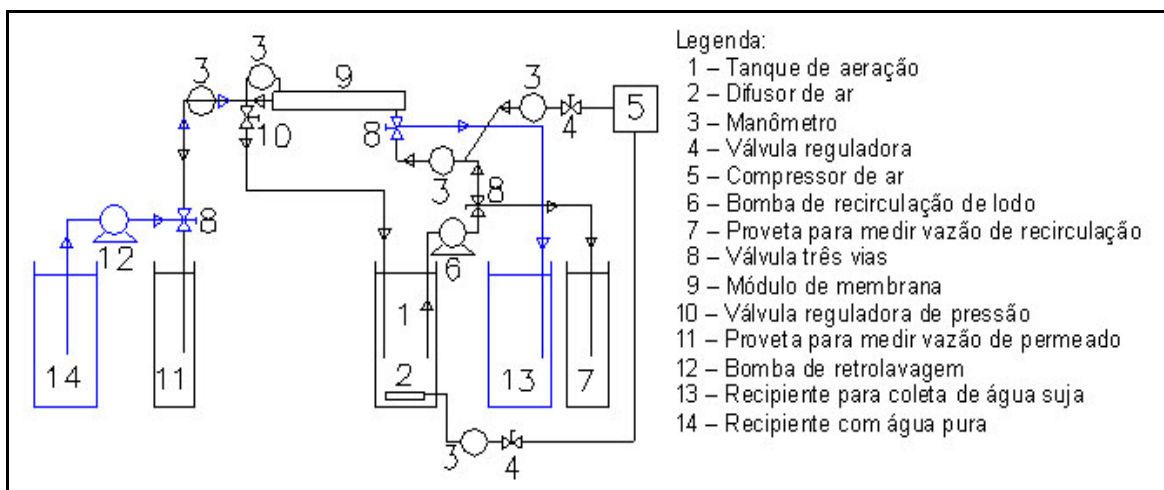 3
3
9
10
8
3
4
5
3
8
8
12
6
1
2
14
11
13
7
3
4
Legenda:
1 – Tanque de aeração
2 – Difusor de ar
3 – Manômetro
4 – Válvula reguladora
5 – Compressor de ar
6 – Bomba de recirculação de lodo
7 – Proveta para medir vazão de recirculação
8 – Válvula três vias
9 – Módulo de membrana
10 – Válvula reguladora de pressão
11 – Proveta para medir vazão de permeado
12 – Bomba de retrolavagem
13 – Recipiente para coleta de água suja
14 – Recipiente com água pura